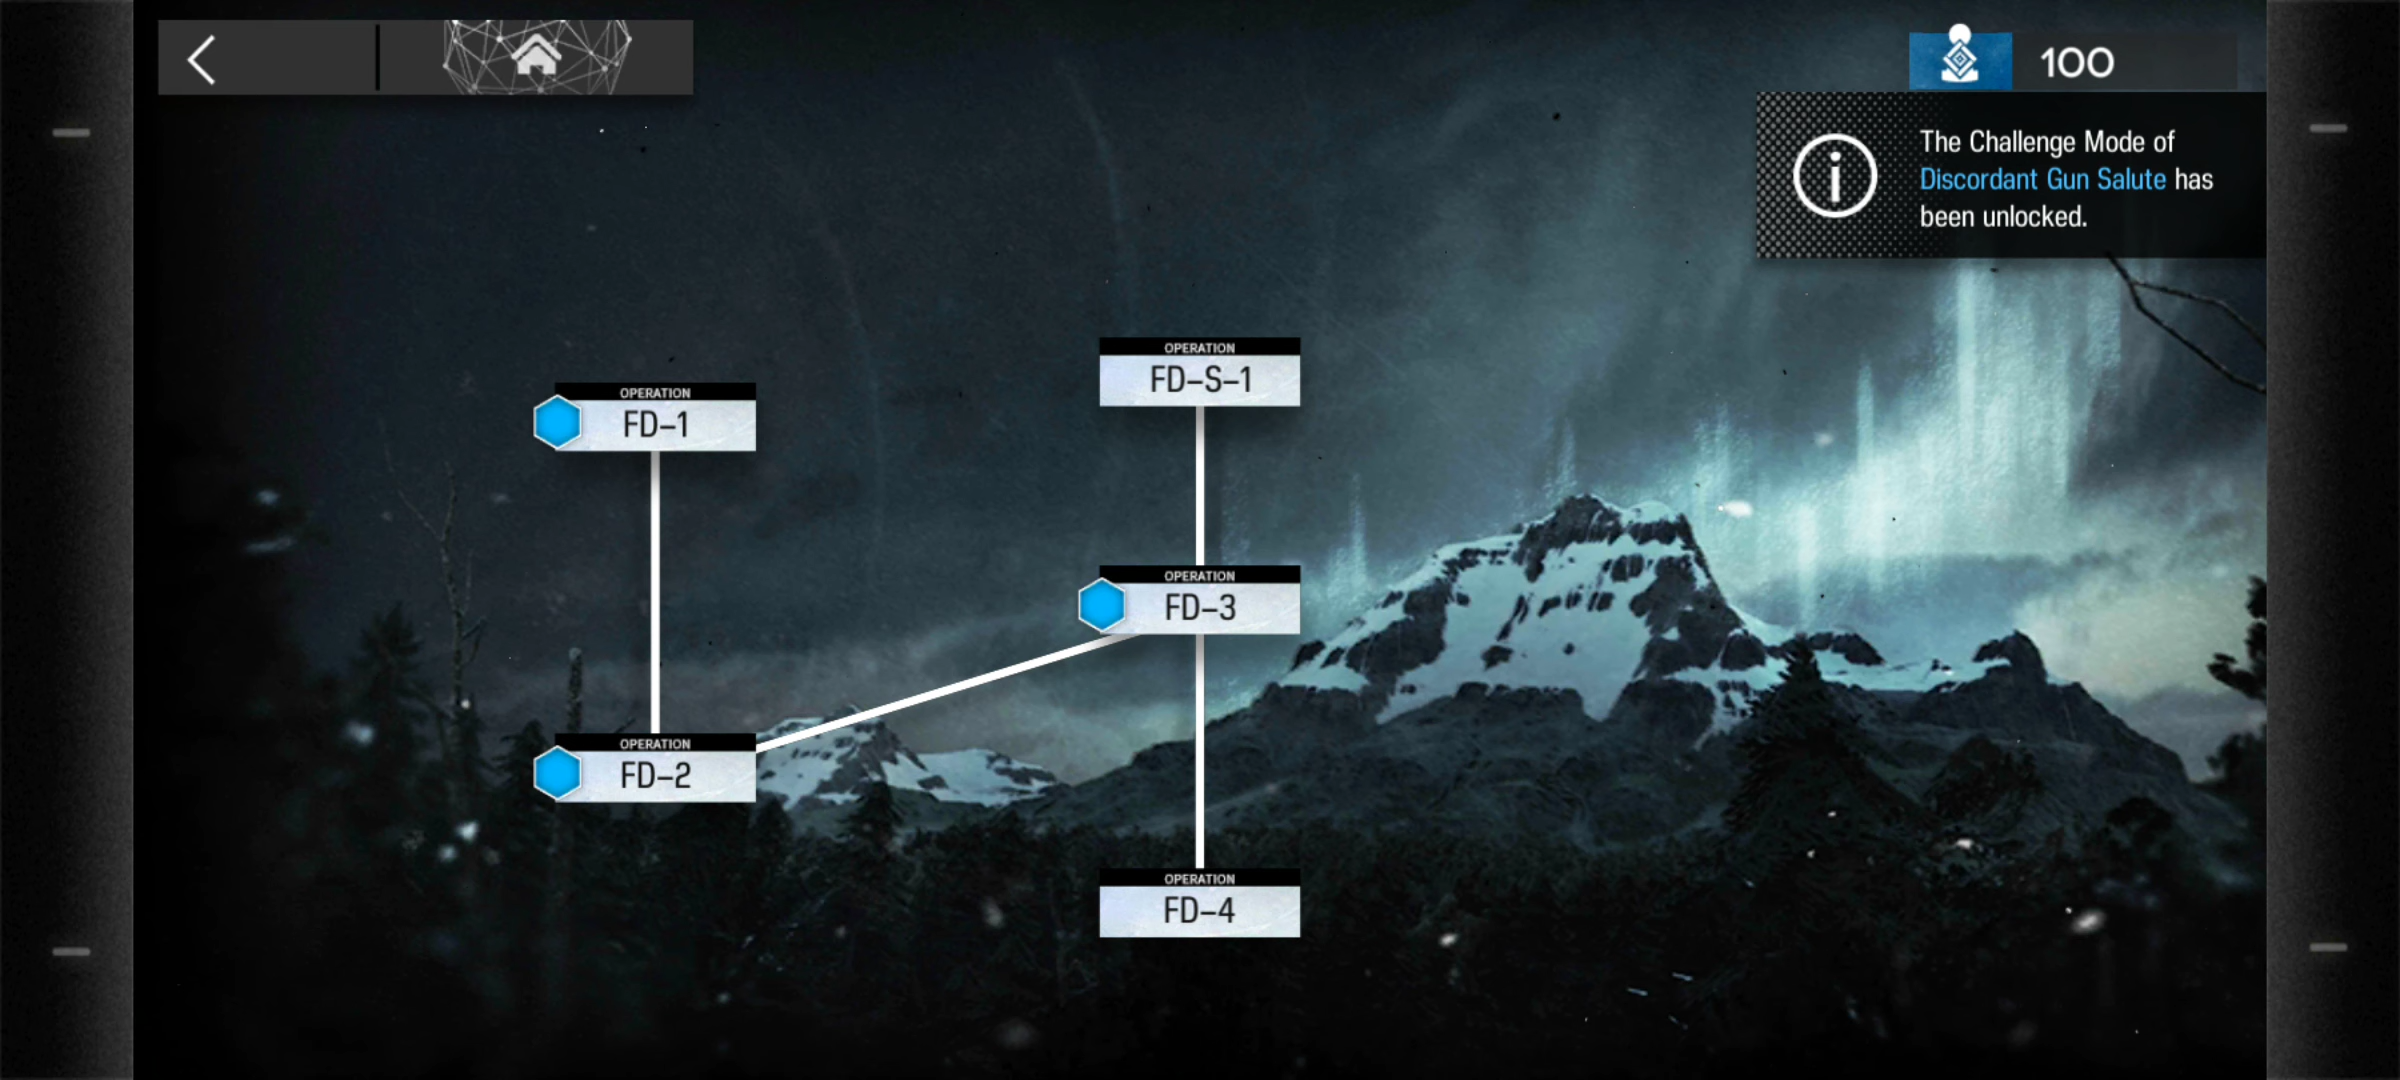 100
The Challenge Mode of
Discordant Gun Salute has
been unlocked.
OPERATION
FD-S-1
OPERATION
FD-1
OPERATION
FD-3
OPERATION
FD-2
OPERATION
FD-4